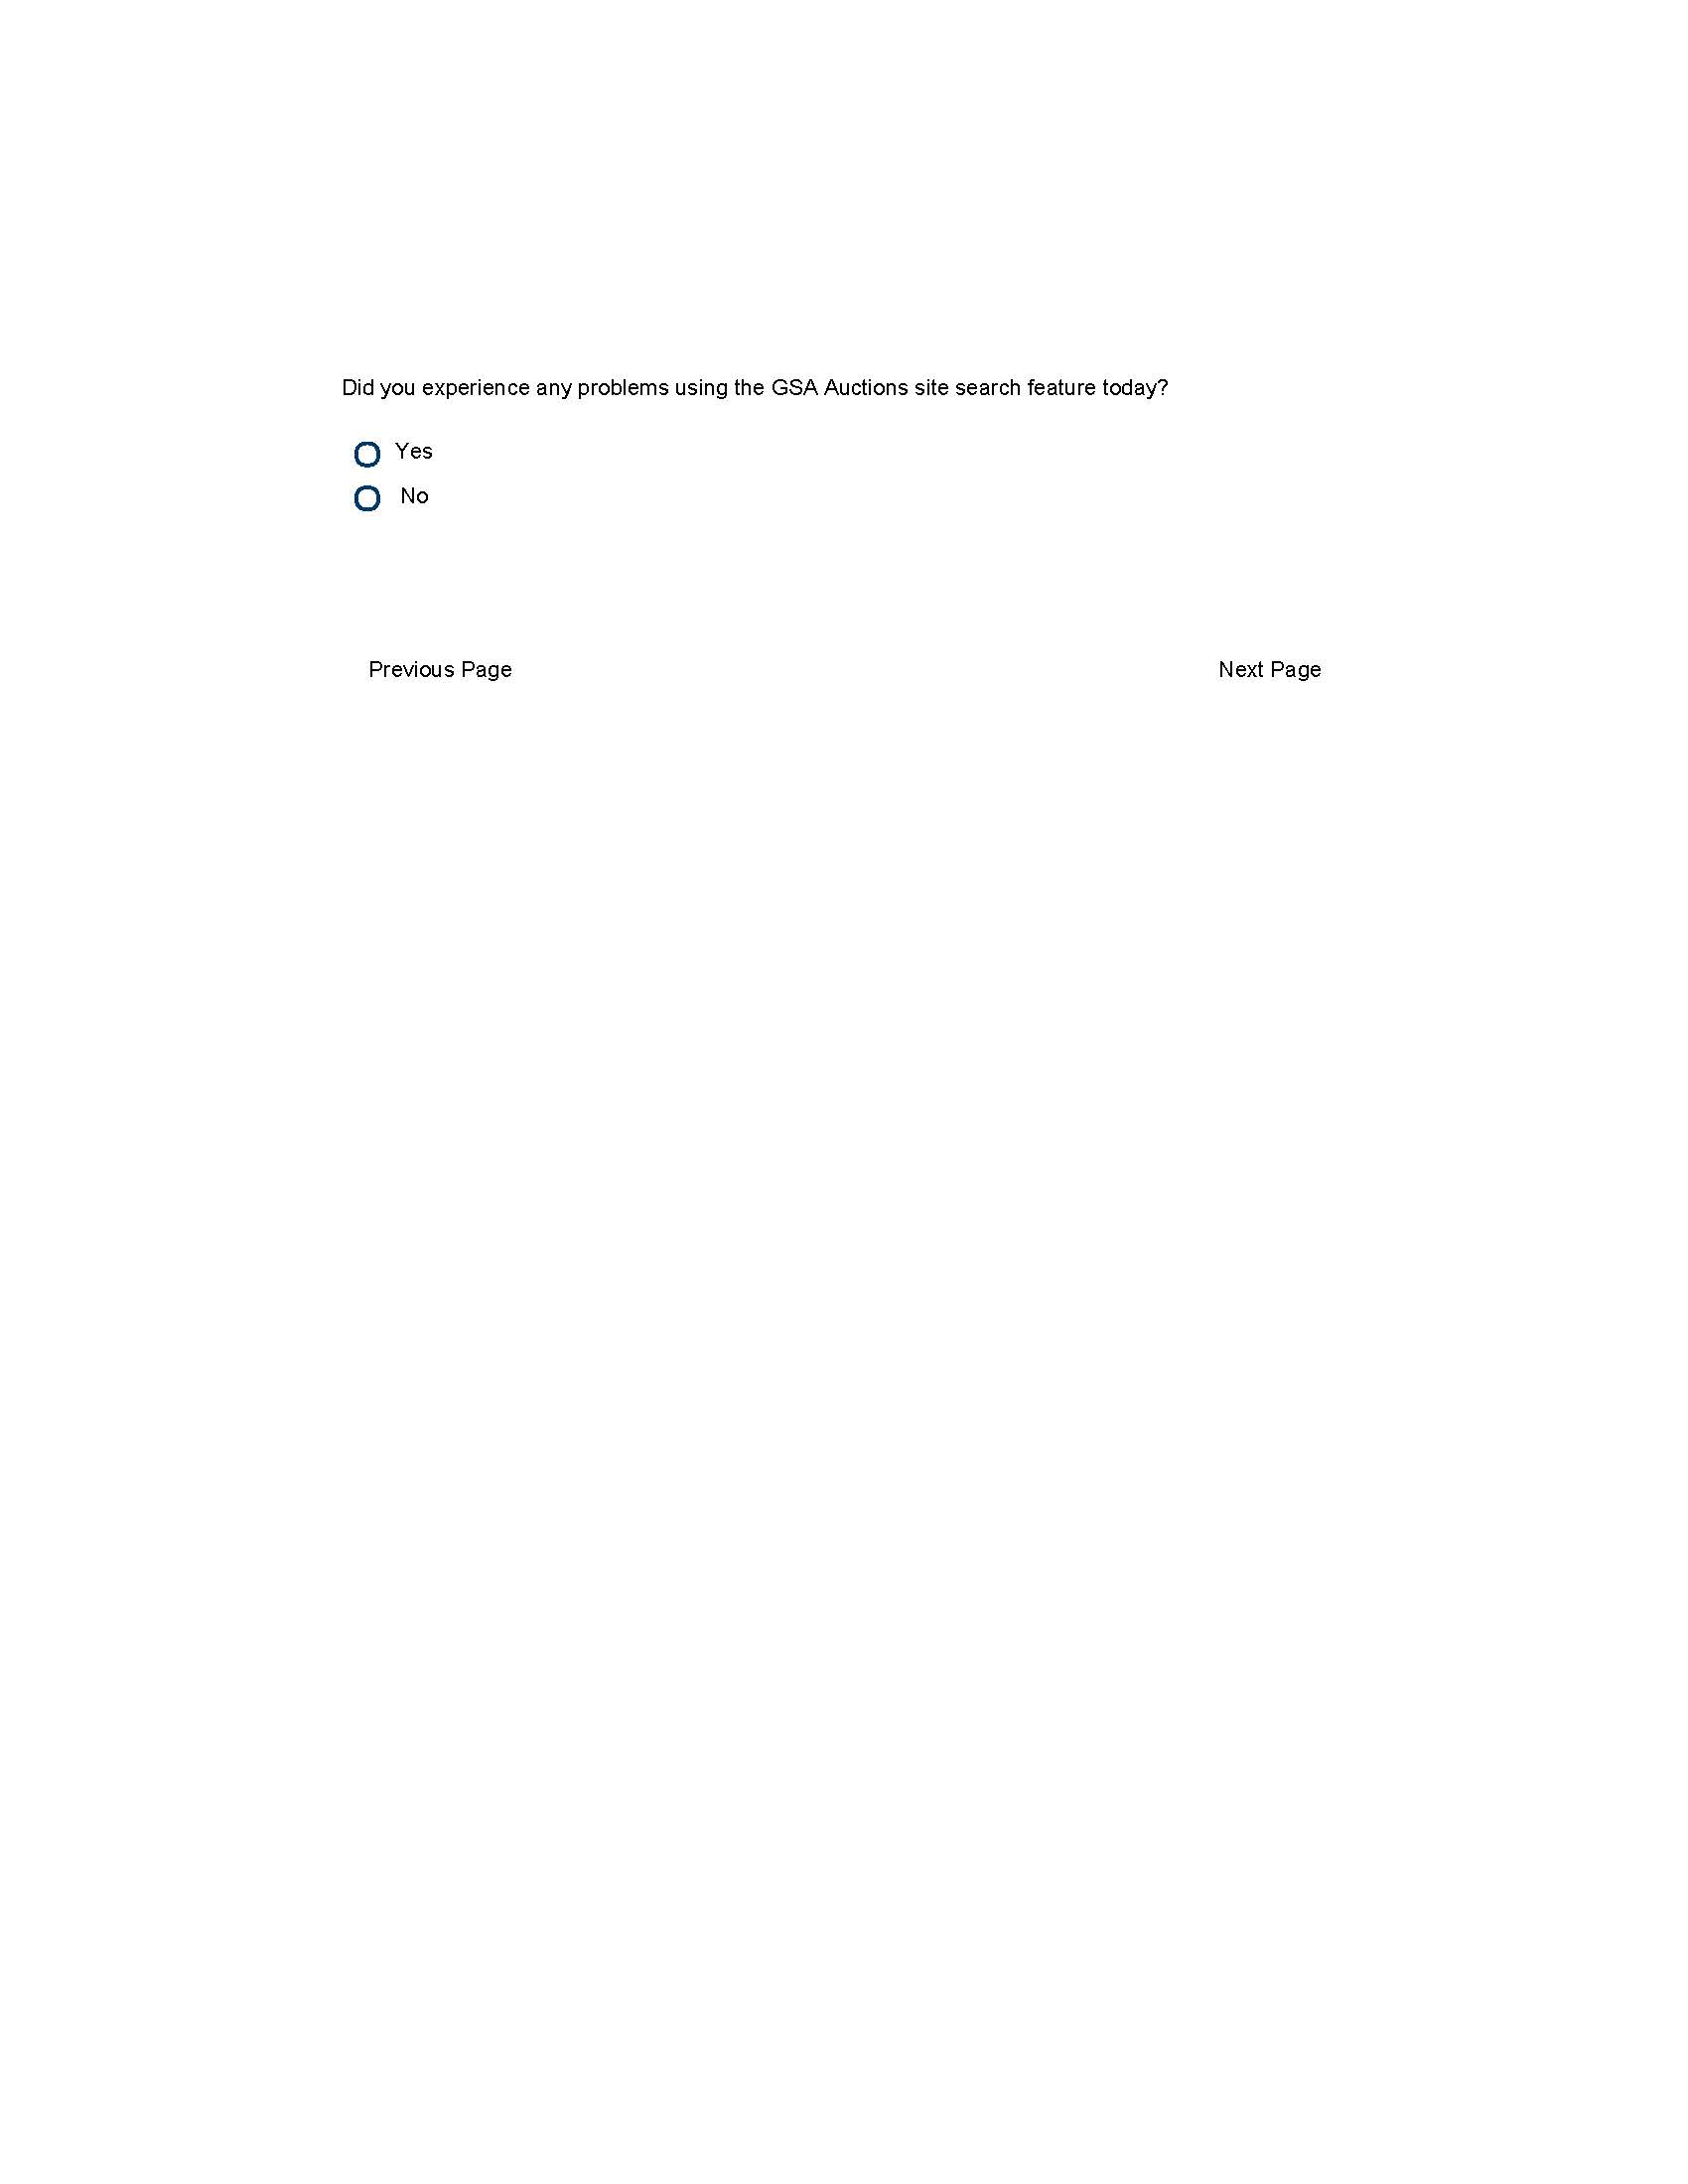 Did you experience any problems using the GSA Auctions site search feature today?
Yes
No
Previous Page Next Page